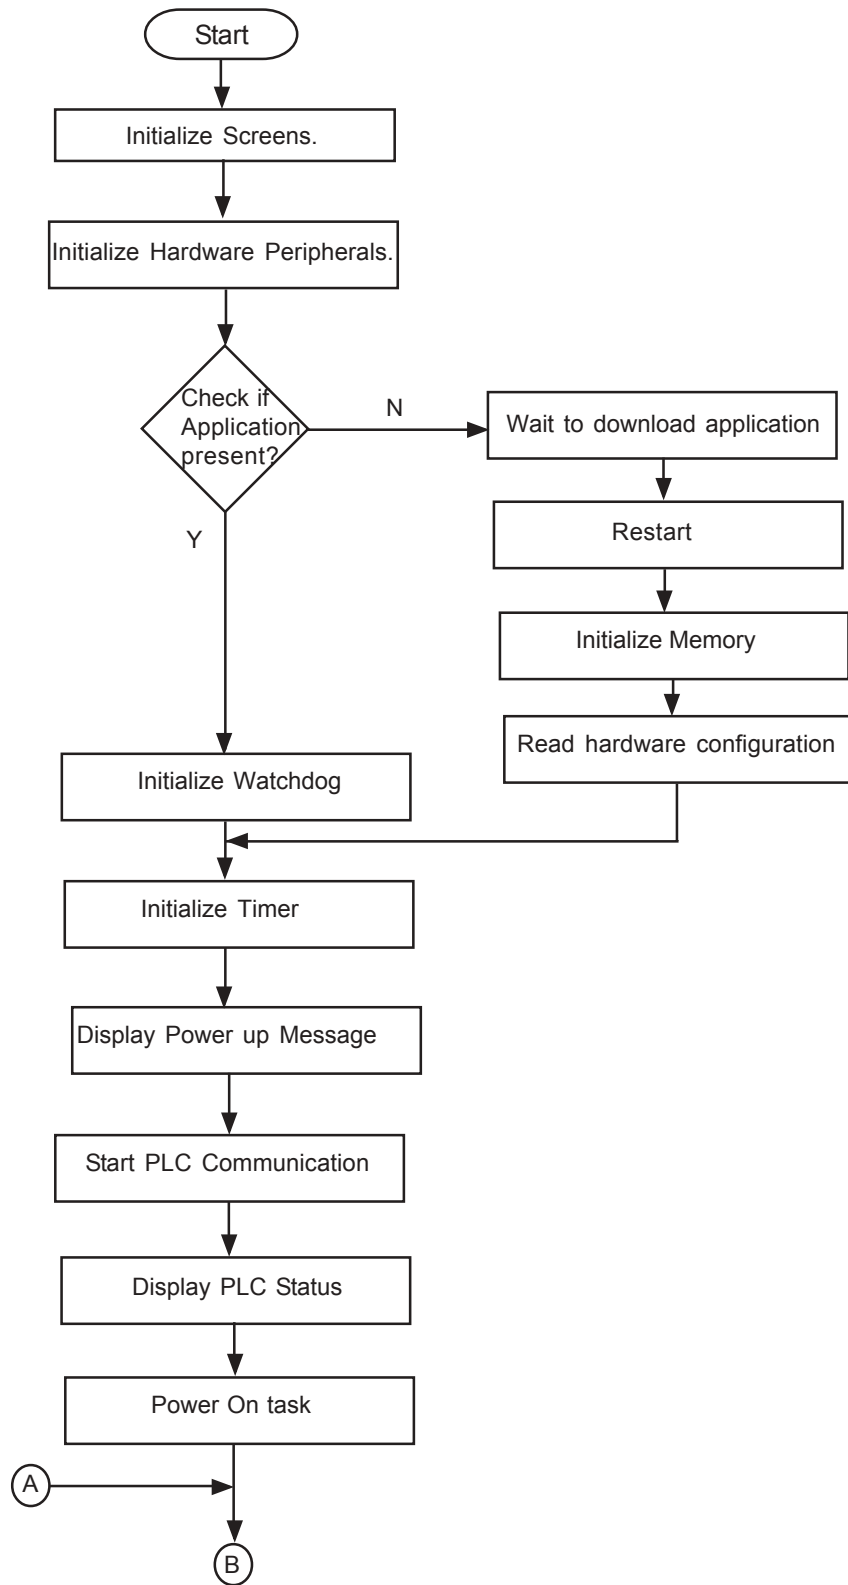 Start
Initialize Screens.
Initialize Hardware Peripherals.
Check if
Application
present?
N
Wait to download application
Restart
Y
Initialize Memory
Read hardware configuration
Initialize Watchdog
Initialize Timer
Display Power up Message
Start PLC Communication
Display PLC Status
Power On task
A
B